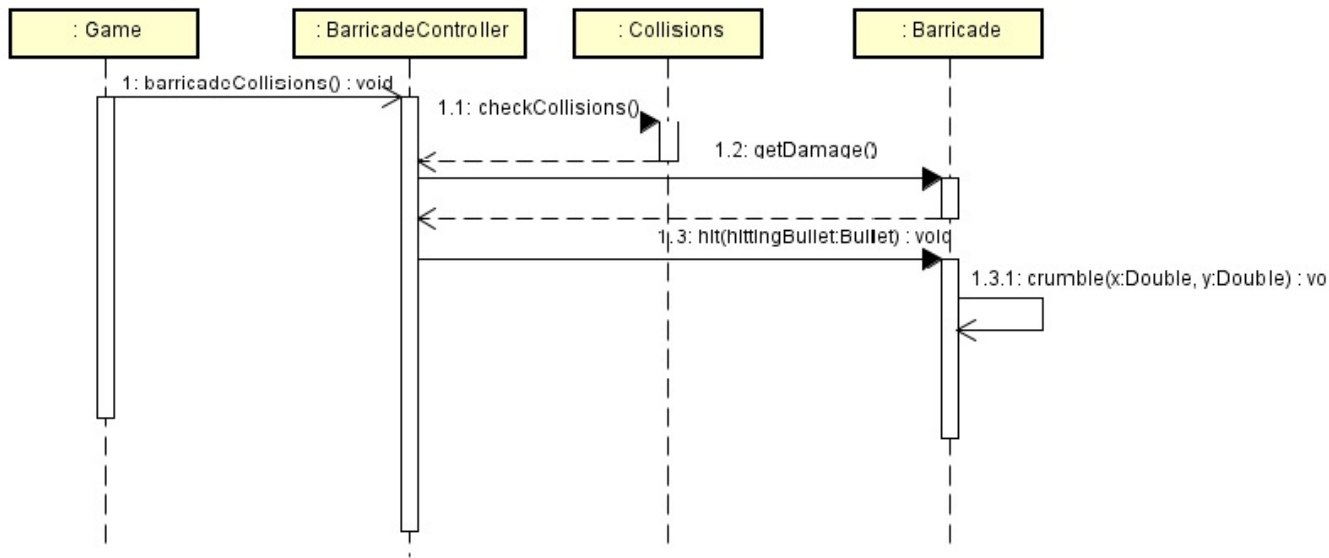 : Game
: BarricadeController
: Collisions
: Barricade
1: barricadeCollisions() : void
1.1: checkCollisions()
1.2: getDamage()
1.3: hit(hittingBullet:Bullet) : void
1.3.1: crumble(x:Double, y:Double) : vo